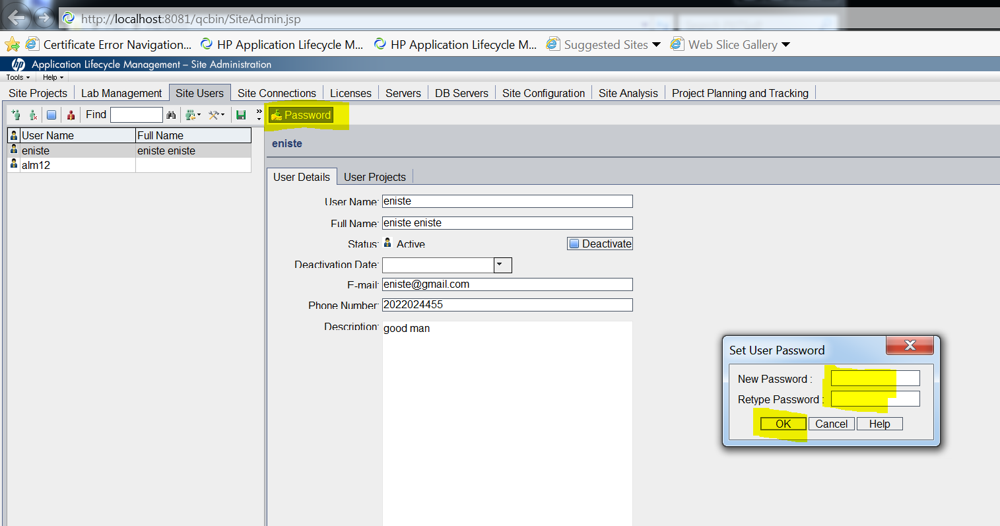 http://localhost:8081/qcbin/SiteAdmin.jsp
Certificate Error Navigation... HP Application Lifecycle M... HP Application Lifecycle M... Suggested Sites Web Slice Gallery
hp Application Lifecycle Management – Site Administration
Tools Help
Site Projects Lab Management Site Users Site Connections Licenses Servers DB Servers Site Configuration Site Analysis Project Planning and Tracking
Find » Password
User Name Full Name
eniste eniste eniste
alm12
eniste
User Details User Projects
User Name: eniste
Full Name: eniste eniste
Status: Active Deactivate
Deactivation Date:
E-mail: eniste@gmail.com
Phone Number: 2022024455
Description: good man
Set User Password X
New Password :
Retype Password :
OK Cancel Help